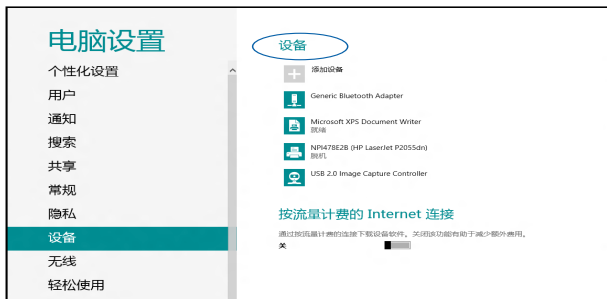 电脑设置
个性化设置
用户
通知
搜索
共享
常规
隐私
设备
无线
轻松使用
设备
添加设备
Generic Bluetooth Adapter
Microsoft XPS Document Writer
就绪
NPI478E2B (HP LaserJet P2055dn)
脱机
USB 2.0 Image Capture Controller
按流量计费的 Internet 连接
通过按流量计费的连接下载设备软件。关闭该功能有助于减少额外费用。
关